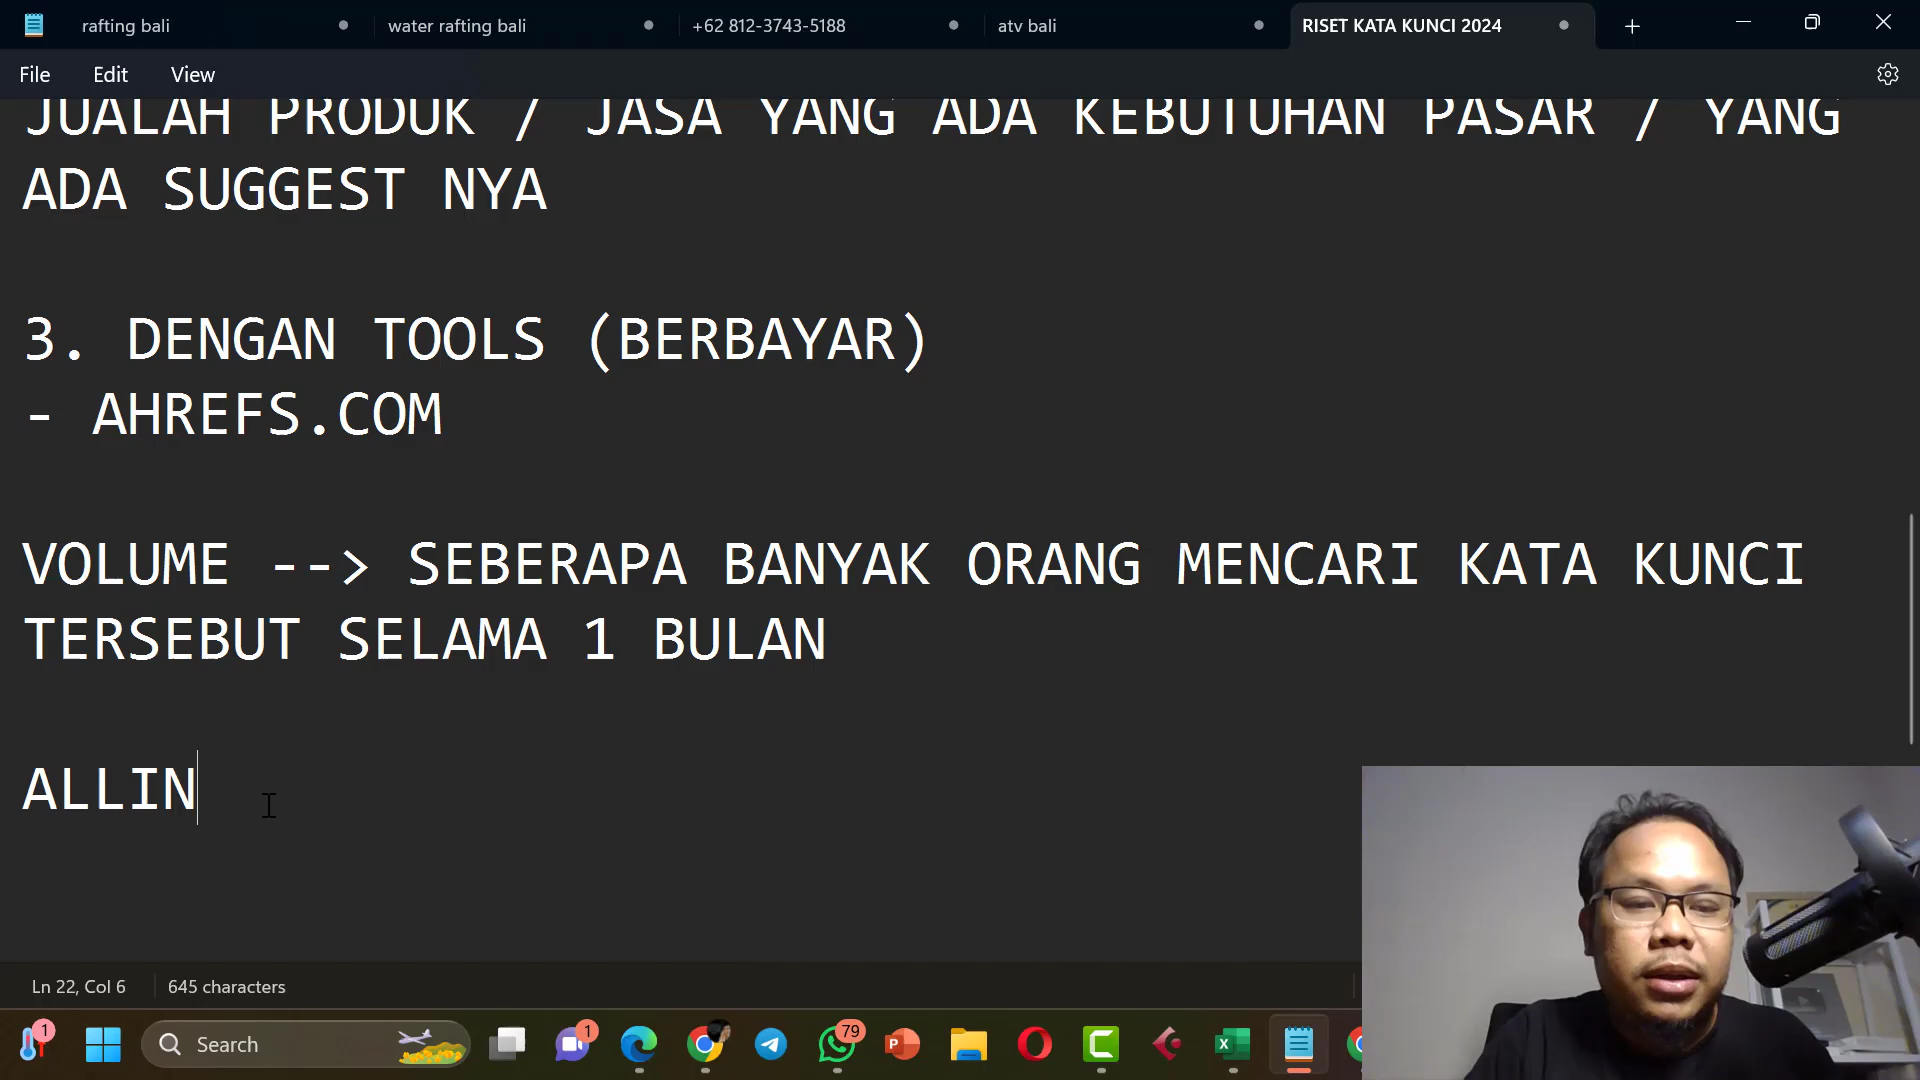 rafting bali
water rafting bali
+62 812-3743-5188
atv bali
RISET KATA KUNCI 2024
File
Edit
View
JUALAH PRODUK / JASA YANG ADA KEBUTUHAN PASAR / YANG
ADA SUGGEST NYA
3. DENGAN TOOLS (BERBAYAR)
- AHREFS.COM
VOLUME --> SEBERAPA BANYAK ORANG MENCARI KATA KUNCI
TERSEBUT SELAMA 1 BULAN
ALLIN
Ln 22, Col 6
645 characters
1
Search
1
79